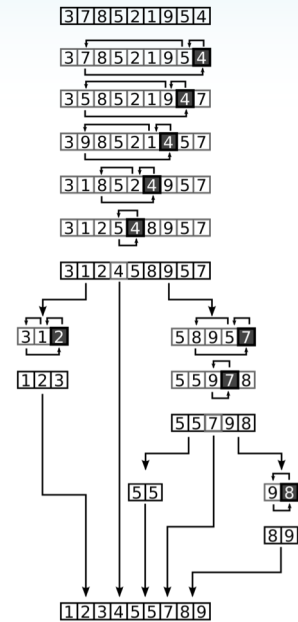 3 7 8 5 2 1 9 5 4
3 7 8 5 2 1 9 5 4
3 5 8 5 2 1 9 4 7
3 9 8 5 2 1 4 5 7
3 1 8 5 2 4 9 5 7
3 1 2 5 4 8 9 5 7
3 1 2 4 5 8 9 5 7
3 1 2
5 8 9 5 7
1 2 3
5 5 9 7 8
5 5 7 9 8
5 5
9 8
8 9
1 2 3 4 5 5 7 8 9